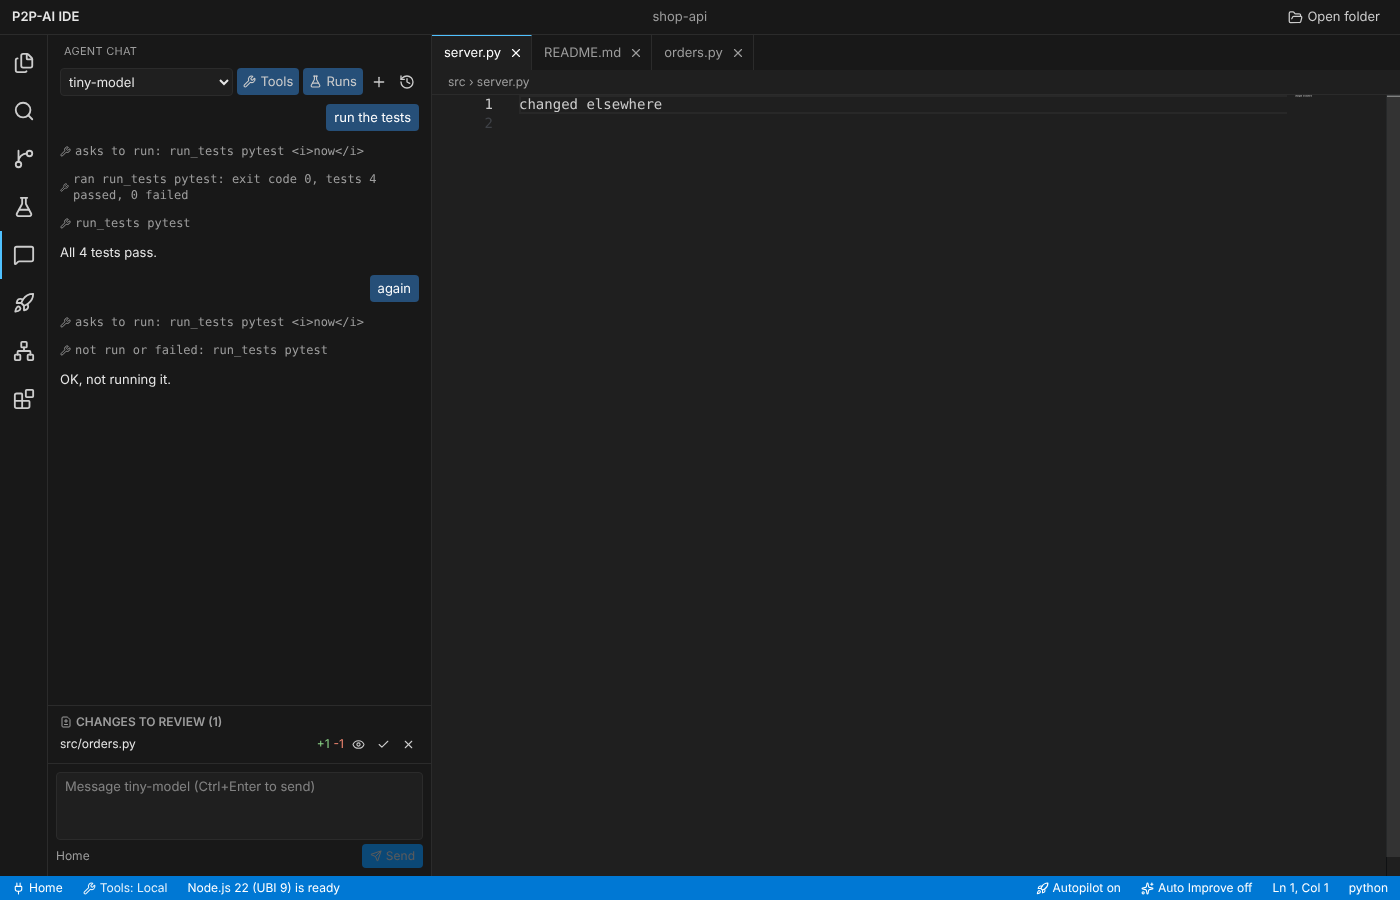 P2P-AI IDE
shop-api
Open folder
AGENT CHAT
tiny-model
Tools
Runs
run the tests
asks to run: run_tests pytest <i>now</i>
ran run_tests pytest: exit code 0, tests 4
passed, 0 failed
run_tests pytest
All 4 tests pass.
again
asks to run: run_tests pytest <i>now</i>
not run or failed: run_tests pytest
OK, not running it.
CHANGES TO REVIEW (1)
src/orders.py +1 -1
Message tiny-model (Ctrl+Enter to send)
Home
Send
server.py
README.md
orders.py
src › server.py
1 changed elsewhere
2
Home
Tools: Local
Node.js 22 (UBI 9) is ready
Autopilot on
Auto Improve off
Ln 1, Col 1
python